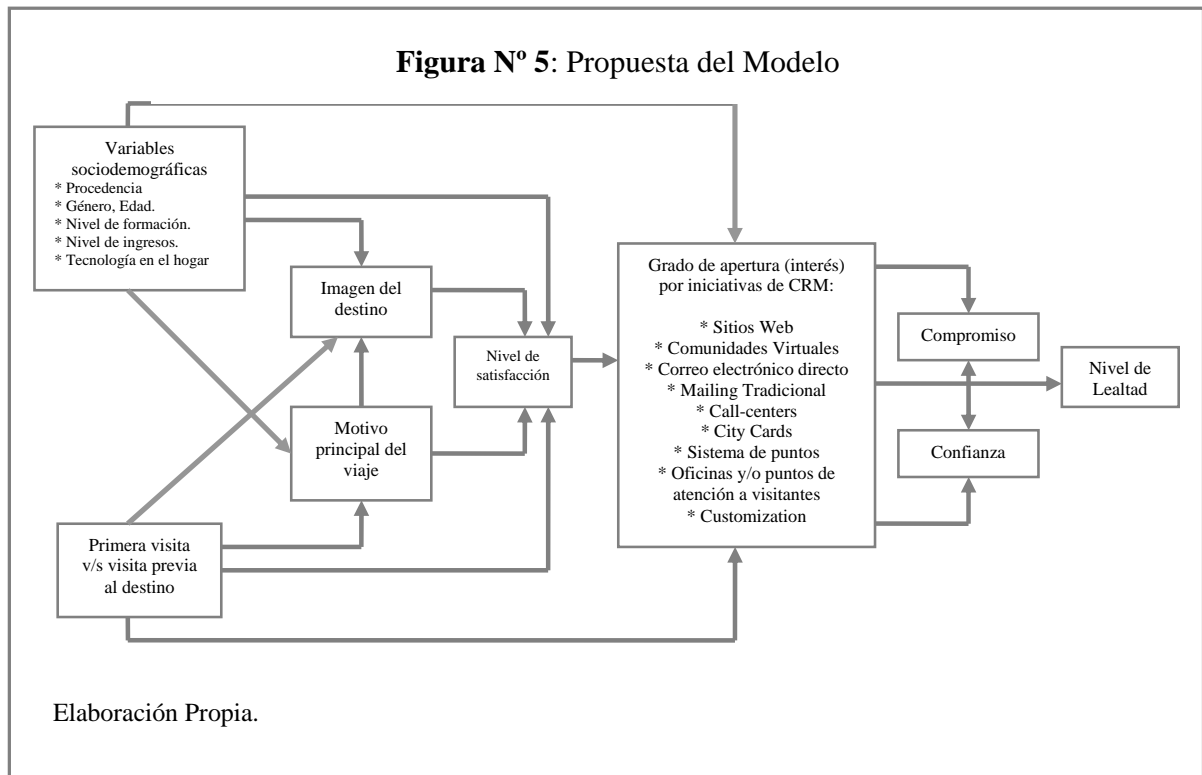 Figura Nº 5: Propuesta del Modelo
Variables
sociodemográficas
* Procedencia
* Género, Edad.
* Nivel de formación.
* Nivel de ingresos.
* Tecnología en el hogar
Imagen del
destino
Motivo
principal del
viaje
Primera visita
v/s visita previa
al destino
Nivel de
satisfacción
Grado de apertura (interés)
por iniciativas de CRM:
* Sitios Web
* Comunidades Virtuales
* Correo electrónico directo
* Mailing Tradicional
* Call-centers
* City Cards
* Sistema de puntos
* Oficinas y/o puntos de
atención a visitantes
* Customization
Compromiso
Confianza
Nivel de
Lealtad
Elaboración Propia.